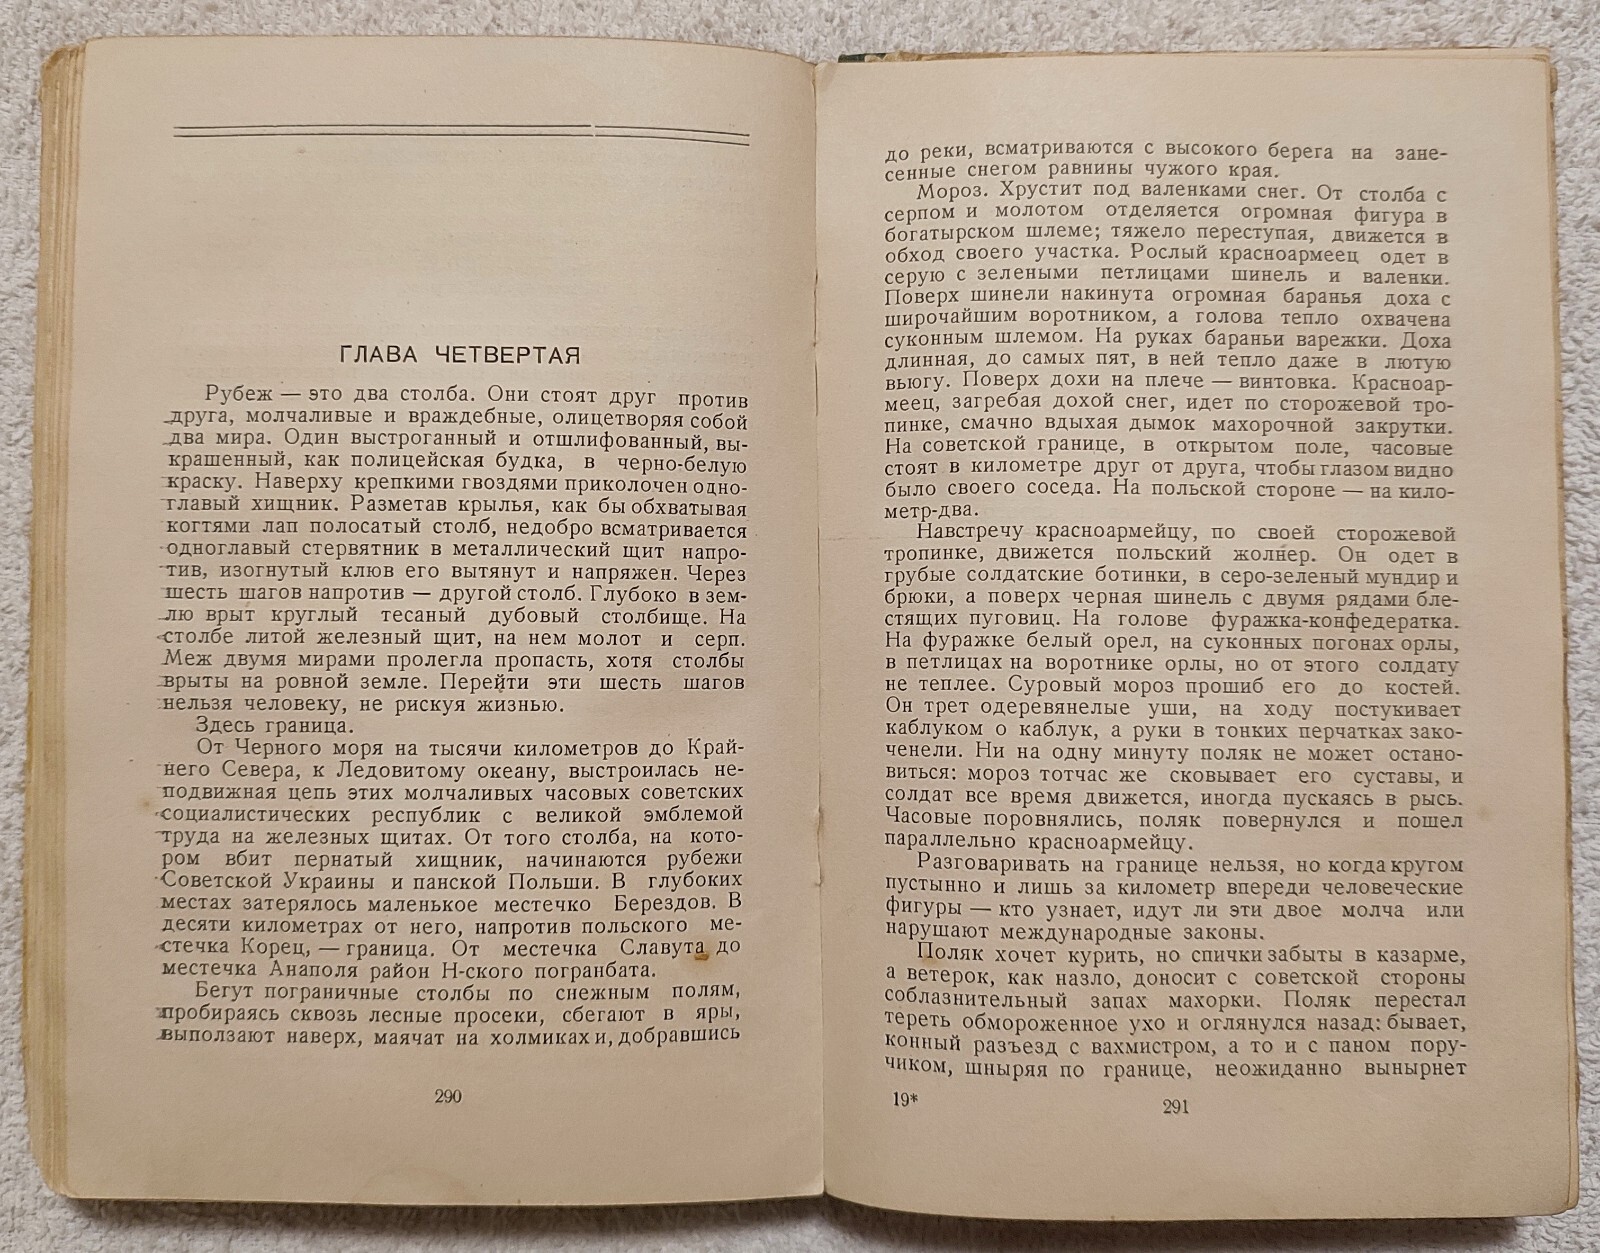 ГЛАВА ЧЕТВЕРТАЯ
Рубеж — это два столба. Они стоят друг против
друга, молчаливые и враждебные, олицетворяя собой
два мира. Один выстроганный и отшлифованный, вы-
крашенный, как полицейская будка, в черно-белую
краску. Наверху крепкими гвоздями приколочен одно-
главый хищник. Разметав крылья, как бы обхватывая
когтями лап полосатый столб, недобро всматривается
одноглавый стервятник в металлический щит напро-
тив, изогнутый клюв его вытянут и напряжен. Через
шесть шагов напротив — другой столб. Глубоко в зем-
лю врыт круглый тесаный дубовый столбище. На
столбе литой железный щит, на нем молот и серп.
Меж двумя мирами пролегла пропасть, хотя столбы
врыты на ровной земле. Перейти эти шесть шагов
нельзя человеку, не рискуя жизнью.
Здесь граница.
От Черного моря на тысячи километров до Край-
него Севера, к Ледовитому океану, выстроилась не-
подвижная цепь этих молчаливых часовых советских
социалистических республик с великой эмблемой
труда на железных щитах. От того столба, на кото-
ром вбит пернатый хищник, начинаются рубежи
Советской Украины и панской Польши. В глубоких
местах затерялось маленькое местечко Берездов. В
десяти километрах от него, напротив польского ме-
стечка Корец, — граница. От местечка Славута до
местечка Анаполя район Н-ского погранбата.
Бегут пограничные столбы по снежным полям,
пробираясь сквозь лесные просеки, сбегают в яры,
выползают наверх, маячат на холмиках и, добравшись
290
до реки, всматриваются с высокого берега на зане-
сенные снегом равнины чужого края.
Мороз. Хрустит под валенками снег. От столба с
серпом и молотом отделяется огромная фигура в
богатырском шлеме; тяжело переступая, движется в
обход своего участка. Рослый красноармеец одет в
серую с зелеными петлицами шинель и валенки.
Поверх шинели накинута огромная баранья доха с
широчайшим воротником, а голова тепло охвачена
суконным шлемом. На руках бараньи варежки. Доха
длинная, до самых пят, в ней тепло даже в лютую
вьюгу. Поверх дохи на плече — винтовка. Красноар-
меец, загребая дохой снег, идет по сторожевой тро-
пинке, смачно вдыхая дымок махорочной закрутки.
На советской границе, в открытом поле, часовые
стоят в километре друг от друга, чтобы глазом видно
было своего соседа. На польской стороне — на кило-
метр-два.
Навстречу красноармейцу, по своей сторожевой
тропинке, движется польский жолнер. Он одет в
грубые солдатские ботинки, в серо-зеленый мундир и
брюки, а поверх черная шинель с двумя рядами бле-
стящих пуговиц. На голове фуражка-конфедератка.
На фуражке белый орел, на суконных погонах орлы,
в петлицах на воротнике орлы, но от этого солдату
не теплее. Суровый мороз прошиб его до костей.
Он трет одеревянелые уши, на ходу постукивает
каблуком о каблук, а руки в тонких перчатках зако-
ченели. Ни на одну минуту поляк не может остано-
виться: мороз тотчас же сковывает его суставы, и
солдат все время движется, иногда пускаясь в рысь.
Часовые поровнялись, поляк повернулся и пошел
параллельно красноармейцу.
Разговаривать на границе нельзя, но когда кругом
пустынно и лишь за километр впереди человеческие
фигуры — кто узнает, идут ли эти двое молча или
нарушают международные законы.
Поляк хочет курить, но спички забыты в казарме,
а ветерок, как назло, доносит с советской стороны
соблазнительный запах махорки. Поляк перестал
тереть обмороженное ухо и оглянулся назад: бывает,
конный разъезд с вахмистром, а то и с паном пору-
чиком, шныряя по границе, неожиданно вынырнет
19*
291